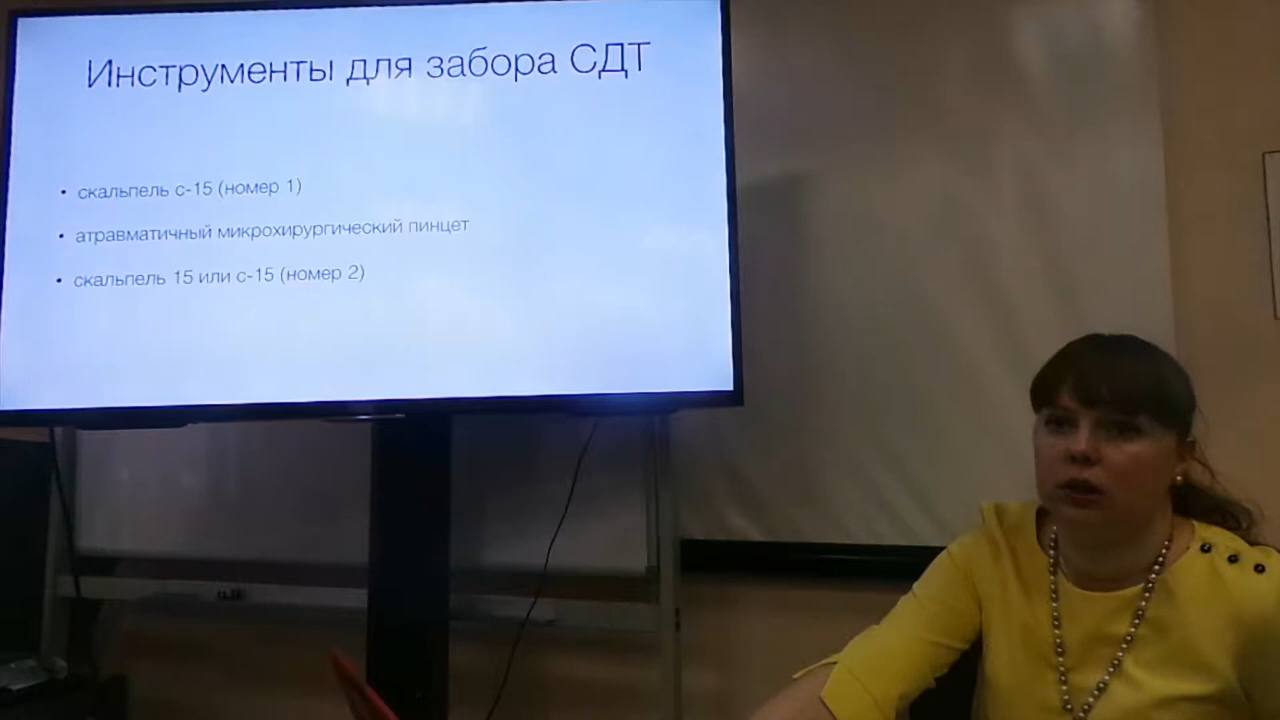 Инструменты для забора СДТ
• скальпель с-15 (номер 1)
• атравматичный микрохирургический пинцет
• скальпель 15 или с-15 (номер 2)